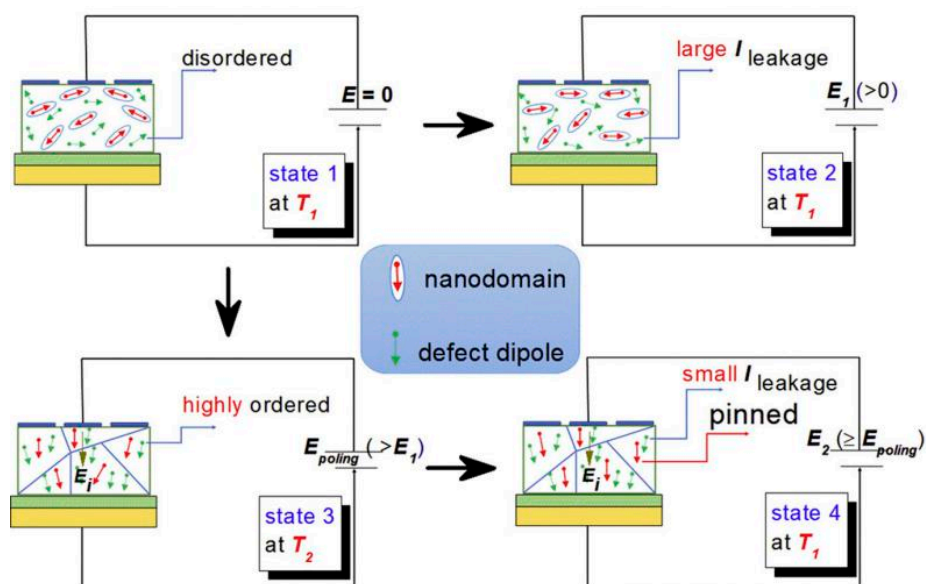 disordered
E = 0
state 1
at T1
large I leakage
E1 (>0)
state 2
at T1
nanodomain
defect dipole
highly ordered
Epoling (>E1)
Ei
state 3
at T2
small I leakage
pinned
E2 (≥ Epoling)
Ei
state 4
at T1